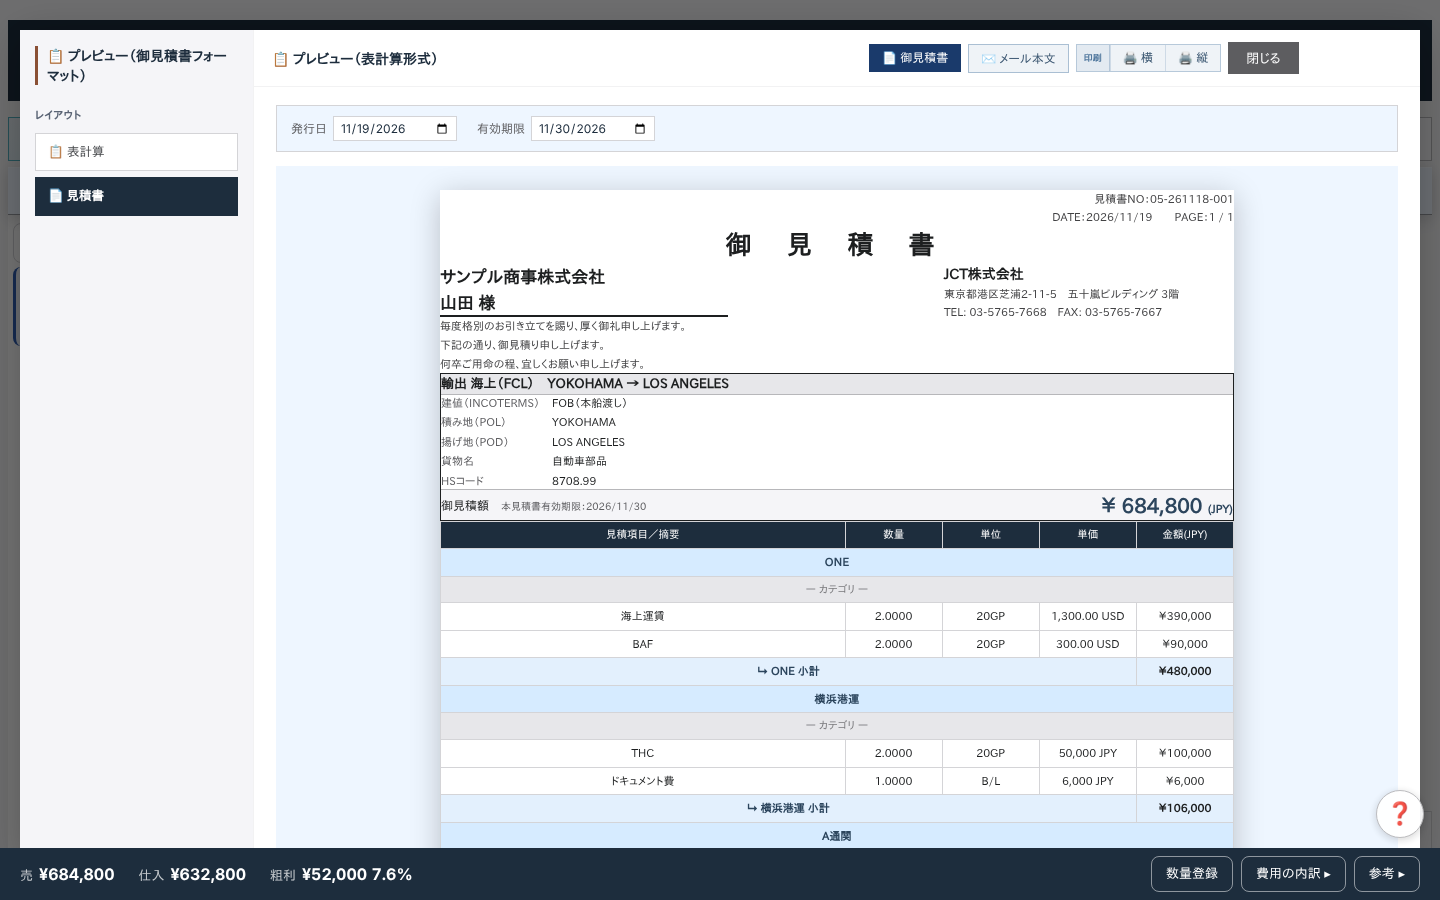 📋 プレビュー（御見積書フォーマット）
レイアウト
📋 表計算
📄 見積書
📋 プレビュー（表計算形式）
📄 御見積書
✉️ メール本文
印刷
🖨️ 横
🖨️ 縦
閉じる
発行日 11/19/2026 有効期限 11/30/2026
見積書NO：05-261118-001
DATE：2026/11/19 PAGE：1 / 1
御 見 積 書
サンプル商事株式会社
山田 様
JCT株式会社
東京都港区芝浦2-11-5 五十嵐ビルディング 3階
TEL: 03-5765-7668 FAX: 03-5765-7667
毎度格別のお引き立てを賜り、厚く御礼申し上げます。
下記の通り、御見積り申し上げます。
何卒ご用命の程、宜しくお願い申し上げます。
輸出 海上（FCL） YOKOHAMA → LOS ANGELES
建値（INCOTERMS） FOB（本船渡し）
積み地（POL） YOKOHAMA
揚げ地（POD） LOS ANGELES
貨物名 自動車部品
HSコード 8708.99
御見積額 本見積書有効期限：2026/11/30 ¥ 684,800 (JPY)
見積項目／摘要 数量 単位 単価 金額(JPY)
ONE
— カテゴリ —
海上運賃 2.0000 20GP 1,300.00 USD ¥390,000
BAF 2.0000 20GP 300.00 USD ¥90,000
↳ ONE 小計 ¥480,000
横浜港運
— カテゴリ —
THC 2.0000 20GP 50,000 JPY ¥100,000
ドキュメント費 1.0000 B/L 6,000 JPY ¥6,000
↳ 横浜港運 小計 ¥106,000
A通関
❓
売 ¥684,800 仕入 ¥632,800 粗利 ¥52,000 7.6%
数量登録
費用の内訳 ▸
参考 ▸